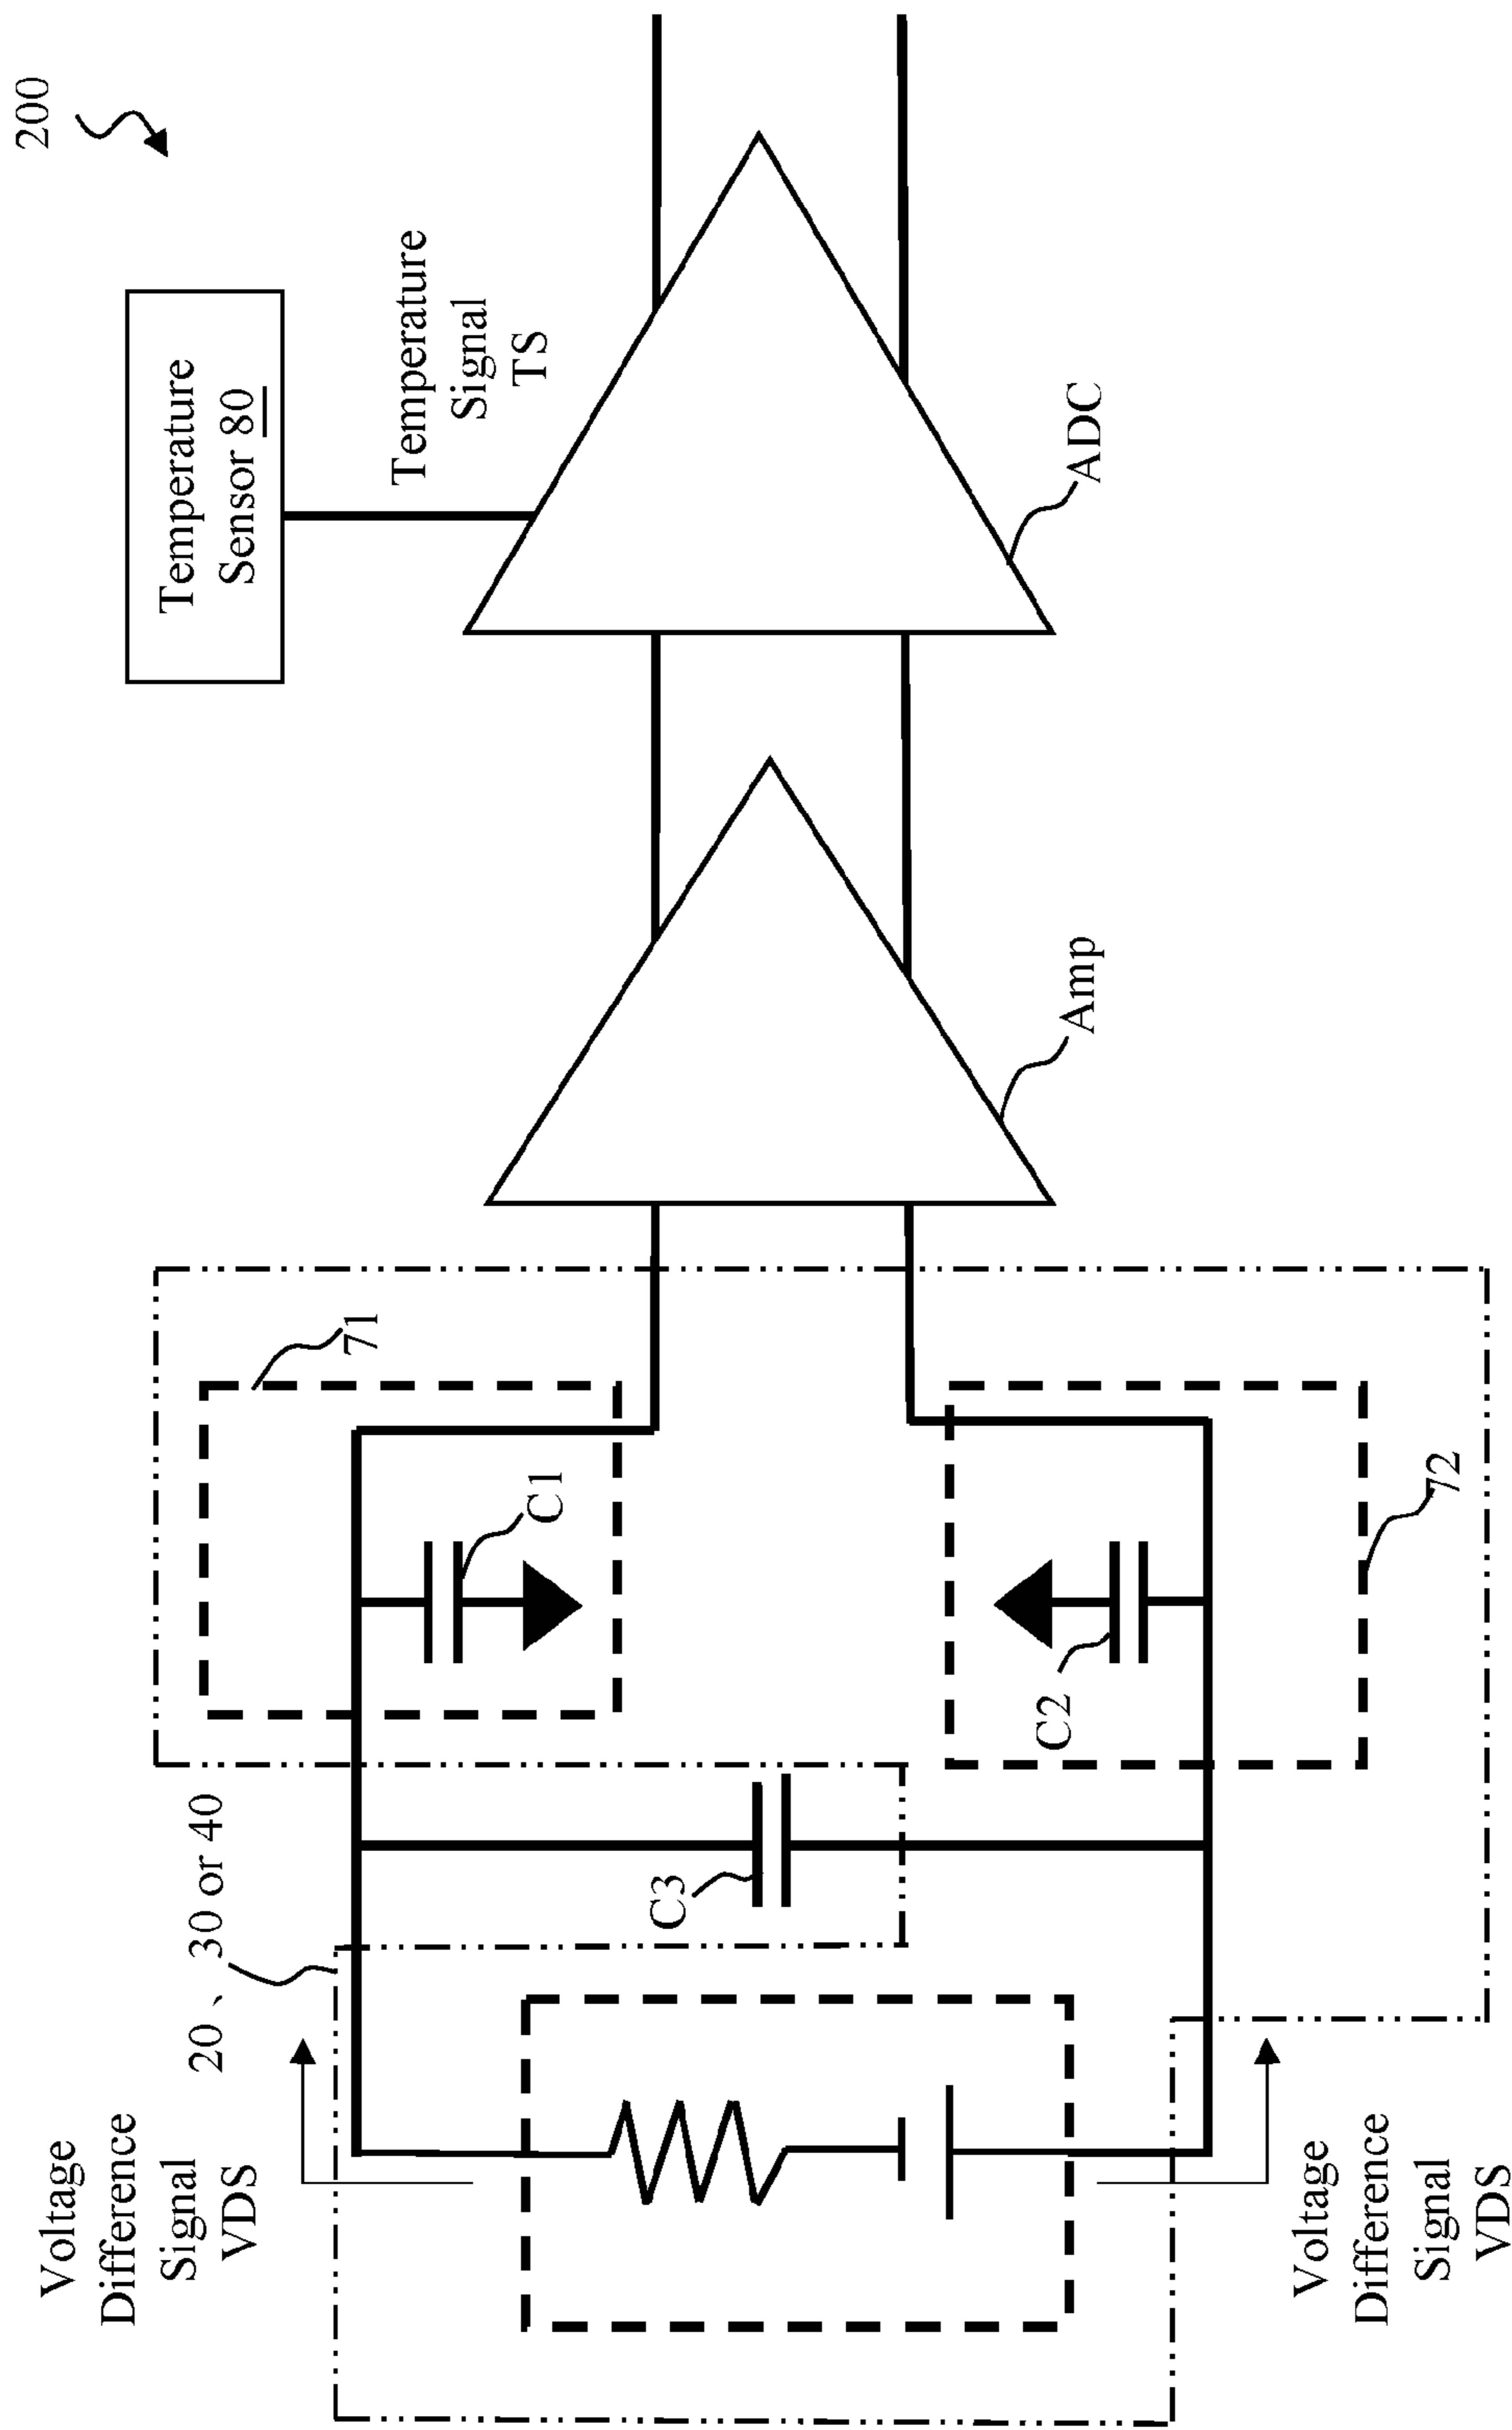 200
Temperature
Sensor 80
Temperature
Signal
TS
ADC
Amp
71
C1
72
C2
C3
20、30 or 40
Voltage
Difference
Signal
VDS
Voltage
Difference
Signal
VDS